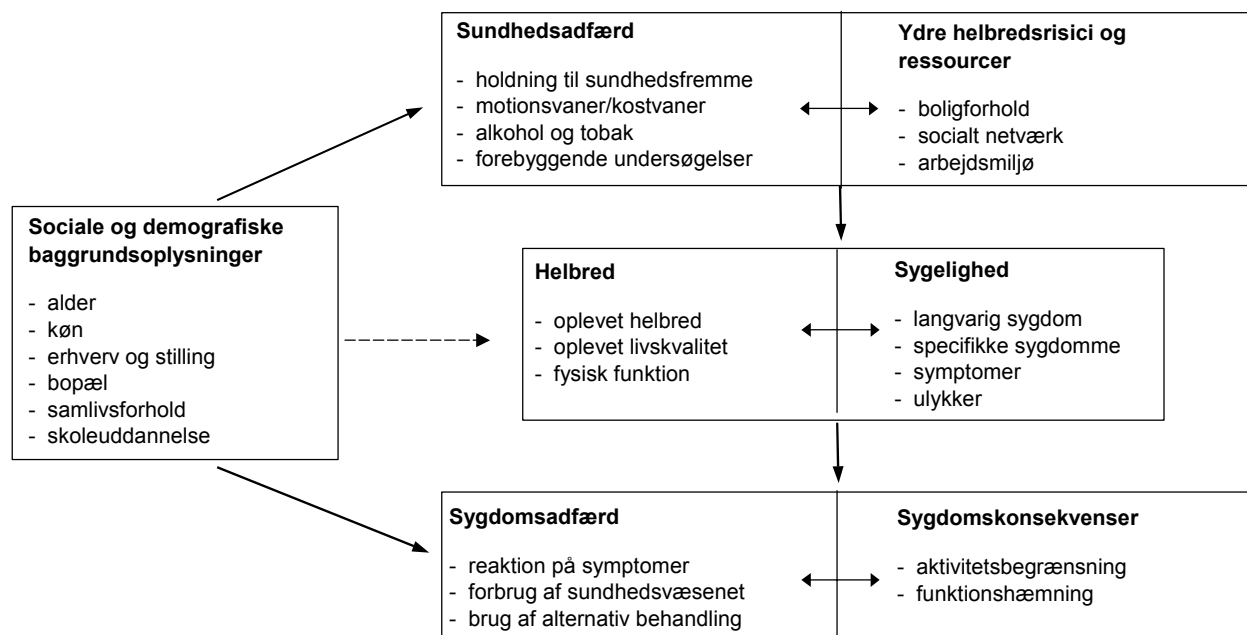 Sundhedsadfærd
- holdning til sundhedsfremme
- motionsvaner/kostvaner
- alkohol og tobak
- forebyggende undersøgelser
Ydre helbredsrisici og
ressourcer
- boligforhold
- socialt netværk
- arbejdsmiljø
Sociale og demografiske
baggrundsoplysninger
- alder
- køn
- erhverv og stilling
- bopæl
- samlivsforhold
- skoleuddannelse
Helbred
- oplevet helbred
- oplevet livskvalitet
- fysisk funktion
Sygelighed
- langvarig sygdom
- specifikke sygdomme
- symptomer
- ulykker
Sygdomsadfærd
- reaktion på symptomer
- forbrug af sundhedsvæsenet
- brug af alternativ behandling
Sygdomskonsekvenser
- aktivitetsbegrænsning
- funktionshæmning